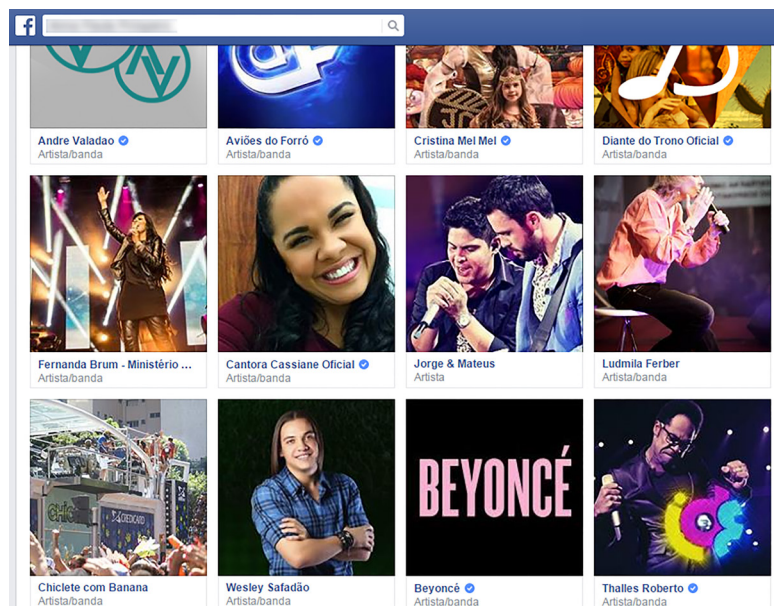 f
Andre Valadao
Artista/banda
Aviões do Forró
Artista/banda
Cristina Mel Mel
Artista/banda
Diante do Trono Oficial
Artista/banda
Fernanda Brum - Ministério ...
Artista/banda
Cantora Cassiane Oficial
Artista/banda
Jorge & Mateus
Artista
Ludmila Ferber
Artista/banda
CREDICARD
BEYONCÉ
Chiclete com Banana
Artista/banda
Wesley Safadão
Artista/banda
Beyoncé
Artista/banda
Thalles Roberto
Artista/banda